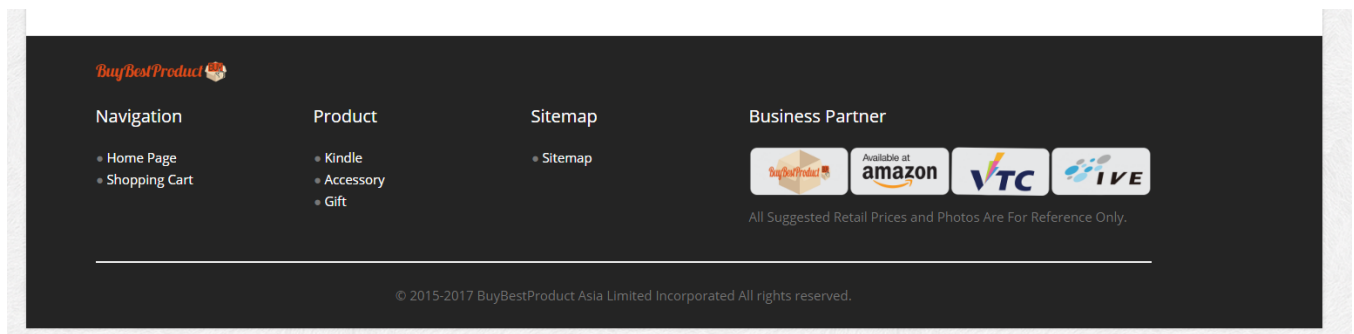 BuyBestProduct
Navigation
Home Page
Shopping Cart
Product
Kindle
Accessory
Gift
Sitemap
Sitemap
Business Partner
BuyBestProduct
Available at
amazon
VTC
IVE
All Suggested Retail Prices and Photos Are For Reference Only.
© 2015-2017 BuyBestProduct Asia Limited Incorporated All rights reserved.